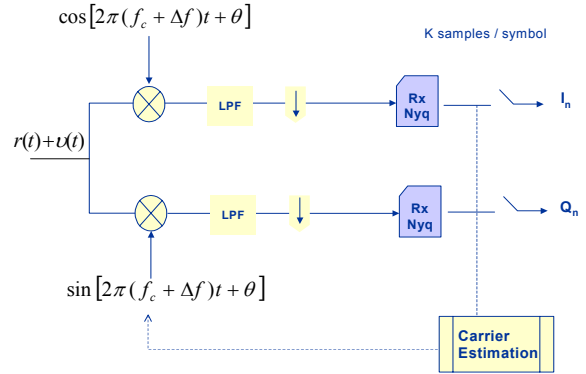 cos[2π(f_c + Δf)t + θ]
K samples / symbol
LPF
Rx
Nyq
I_n
r(t)+υ(t)
LPF
Rx
Nyq
Q_n
sin[2π(f_c + Δf)t + θ]
Carrier
Estimation